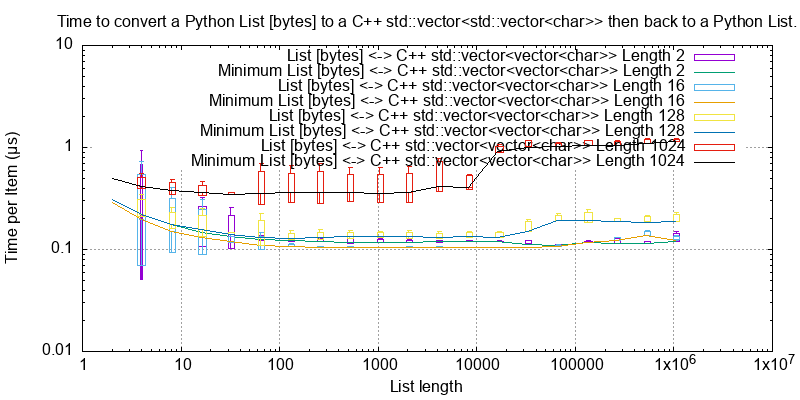 Time to convert a Python List [bytes] to a C++ std::vector<std::vector<char>> then back to a Python List.
10
List [bytes] <-> C++ std::vector<vector<char>> Length 2
Minimum List [bytes] <-> C++ std::vector<vector<char>> Length 2
List [bytes] <-> C++ std::vector<vector<char>> Length 16
Minimum List [bytes] <-> C++ std::vector<vector<char>> Length 16
List [bytes] <-> C++ std::vector<vector<char>> Length 128
Minimum List [bytes] <-> C++ std::vector<vector<char>> Length 128
List [bytes] <-> C++ std::vector<vector<char>> Length 1024
Minimum List [bytes] <-> C++ std::vector<vector<char>> Length 1024
1
Time per Item (µs)
0.1
0.01
1 10 100 1000 10000 100000 1x10⁶ 1x10⁷
List length